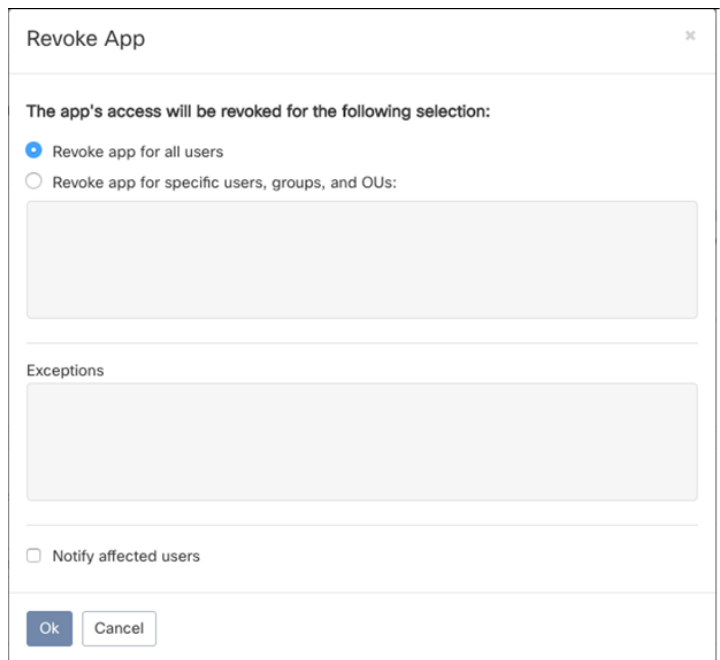 Revoke App
×
The app's access will be revoked for the following selection:
Revoke app for all users
Revoke app for specific users, groups, and OUs:
Exceptions
Notify affected users
Ok
Cancel